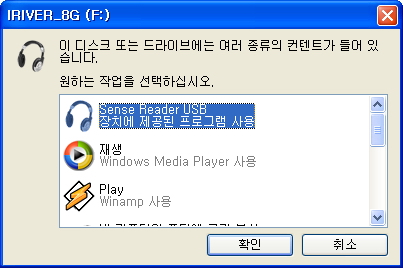 IRIVER_8G (F:)
이 디스크 또는 드라이브에는 여러 종류의 컨텐트가 들어 있
습니다.
원하는 작업을 선택하십시오.
Sense Reader USB
장치에 제공된 프로그램 사용
재생
Windows Media Player 사용
Play
Winamp 사용
확인
취소